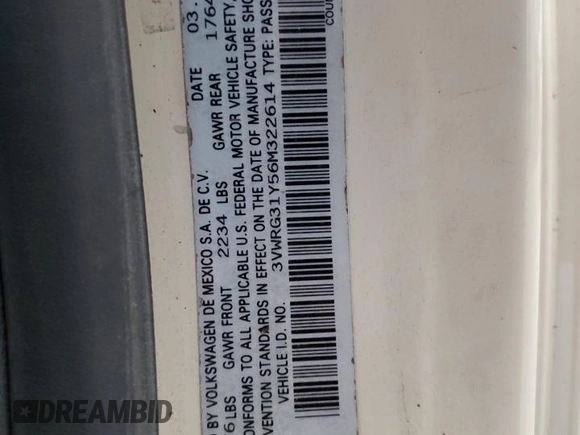 D BY VOLKSWAGEN DE MEXICO S.A. DE C.V. DATE 03.
6 LBS GAWR FRONT 2234 LBS GAWR REAR 1764
ONFORMS TO ALL APPLICABLE U.S. FEDERAL MOTOR VEHICLE SAFETY,
VENTION STANDARDS IN EFFECT ON THE DATE OF MANUFACTURE SHO
VEHICLE I.D. NO. 3VWRG31Y56M322614 TYPE: PASS
COUN
DREAMBID